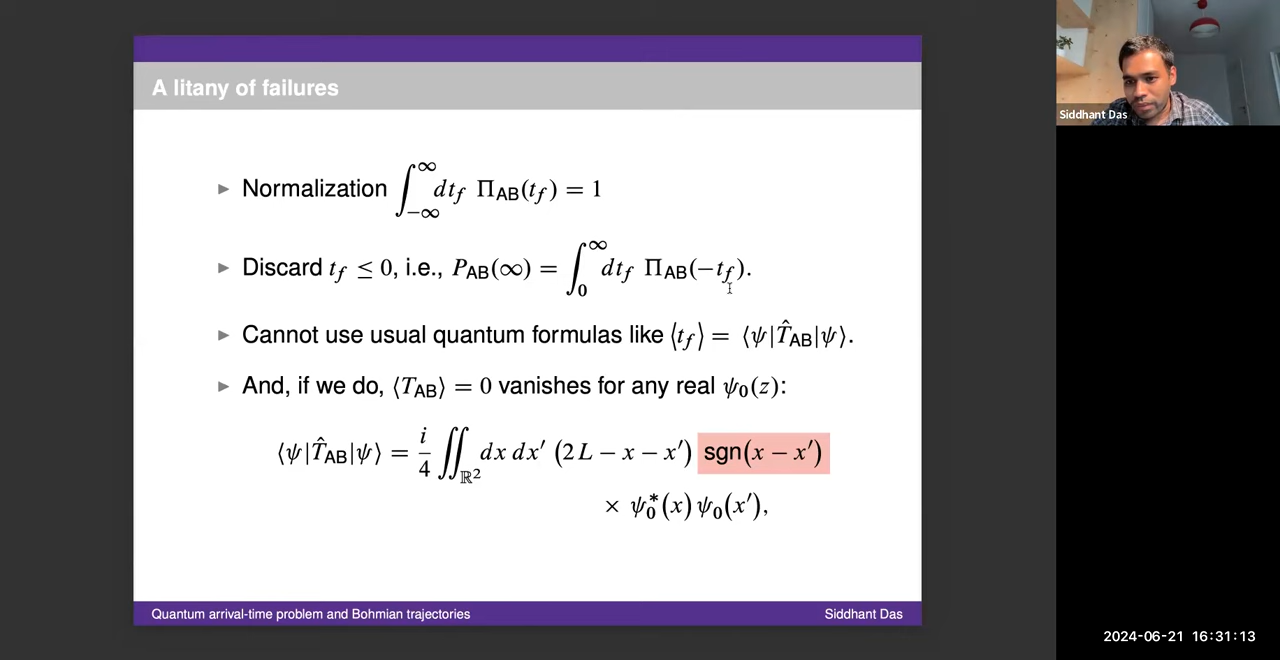 A litany of failures
▶ Normalization ∫_{−∞}^{∞} dt_f Π_AB(t_f) = 1
▶ Discard t_f ≤ 0, i.e., P_AB(∞) = ∫_0^∞ dt_f Π_AB(−t_f).
▶ Cannot use usual quantum formulas like ⟨t_f⟩ = ⟨ψ|T̂_AB|ψ⟩.
▶ And, if we do, ⟨T_AB⟩ = 0 vanishes for any real ψ_0(z):
⟨ψ|T̂_AB|ψ⟩ = i/4 ∬_{ℝ²} dx dx′ (2L − x − x′) sgn(x − x′)
× ψ_0^*(x) ψ_0(x′),
Quantum arrival-time problem and Bohmian trajectories
Siddhant Das
Siddhant Das
2024-06-21 16:31:13